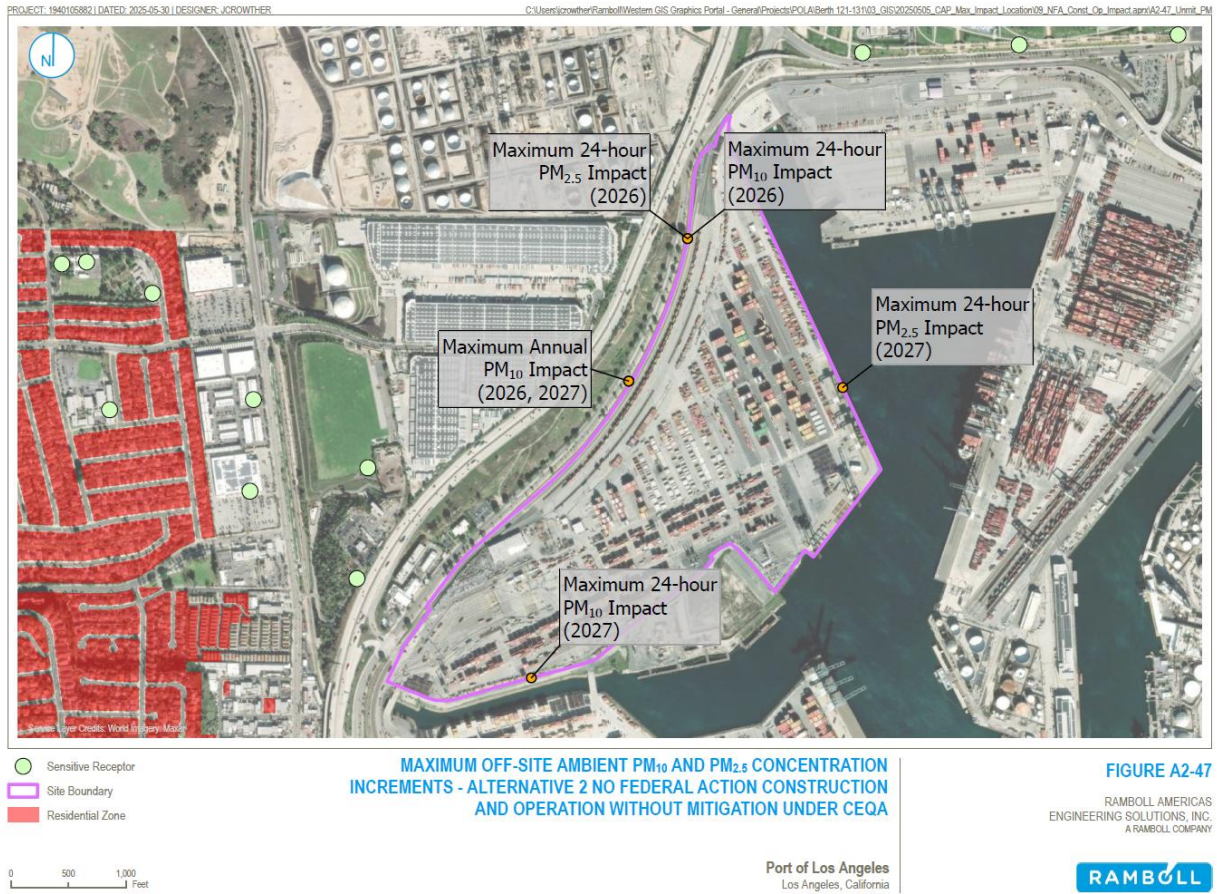 PROJECT: 1940105882 | DATED: 2025-05-30 | DESIGNER: JCROWTHER
C:\Users\jcrowther\Ramboll\Western GIS Graphics Portal - General\Projects\POLA\Berth 121-131\03_GIS\20250505_CAP_Max_Impact_Location\09_NFA_Const_Op_Impact.aprx\A2-47_Unmit_PM
N
Maximum 24-hour
PM2.5 Impact
(2026)
Maximum 24-hour
PM10 Impact
(2026)
Maximum 24-hour
PM2.5 Impact
(2027)
Maximum Annual
PM10 Impact
(2026, 2027)
Maximum 24-hour
PM10 Impact
(2027)
Service Layer Credits: World Imagery: Maxar
Sensitive Receptor
Site Boundary
Residential Zone
0 500 1,000
Feet
MAXIMUM OFF-SITE AMBIENT PM10 AND PM2.5 CONCENTRATION
INCREMENTS - ALTERNATIVE 2 NO FEDERAL ACTION CONSTRUCTION
AND OPERATION WITHOUT MITIGATION UNDER CEQA
Port of Los Angeles
Los Angeles, California
FIGURE A2-47
RAMBOLL AMERICAS
ENGINEERING SOLUTIONS, INC.
A RAMBOLL COMPANY
RAMBOLL